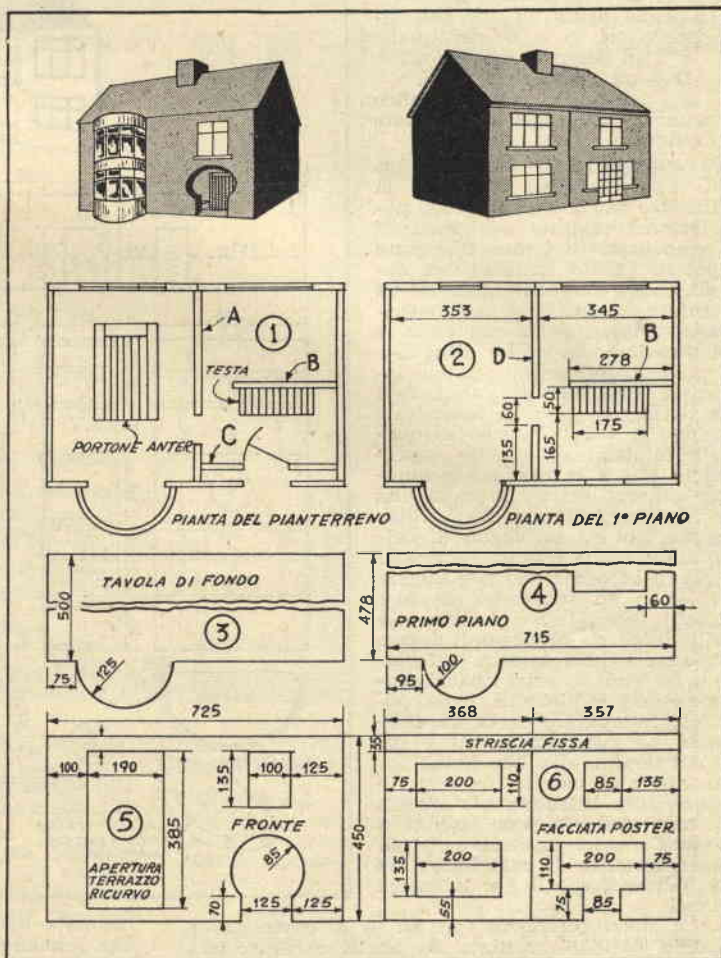 A
1
B
TESTA
C
PORTONE ANTER.
PIANTA DEL PIANTERRENO
353
345
2
D
278
B
60
50
175
135
165
PIANTA DEL 1° PIANO
TAVOLA DI FONDO
500
3
75
125
478
4
60
PRIMO PIANO
715
95
100
725
100
190
135
100
125
5
385
FRONTE
85
APERTURA
TERRAZZO
RICURVO
70
125
125
450
368
357
35
STRISCIA FISSA
75
200
110
6
85
135
FACCIATA POSTER.
135
200
110
200
75
55
75
85